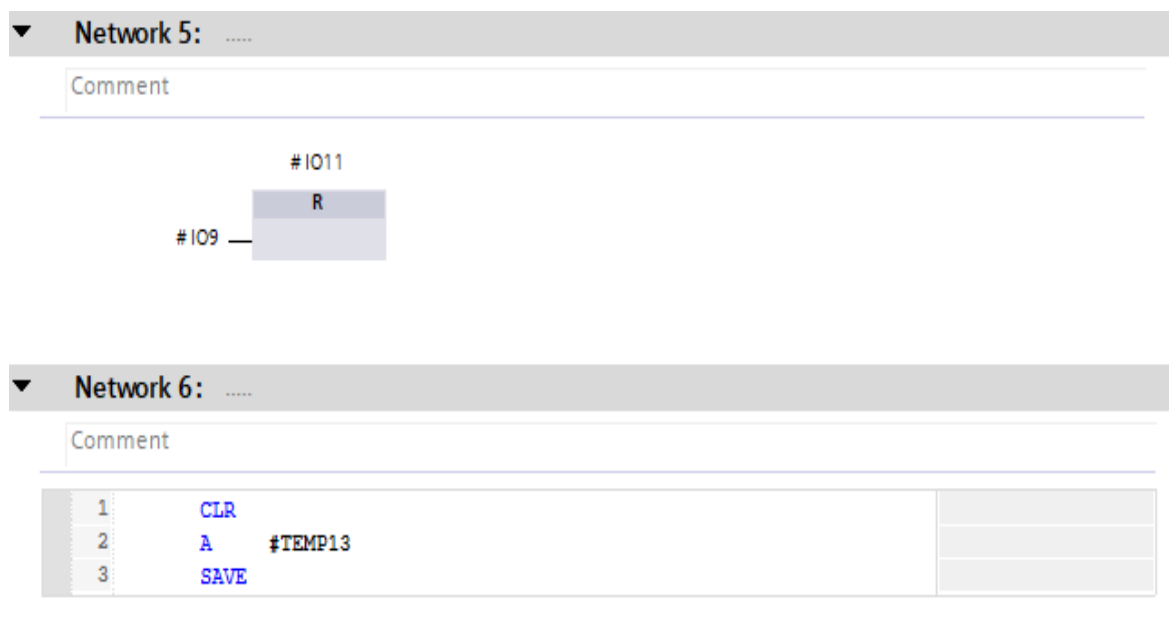 Network 5: .....
Comment
#IO11
R
#IO9
Network 6: .....
Comment
1 CLR
2 A #TEMP13
3 SAVE